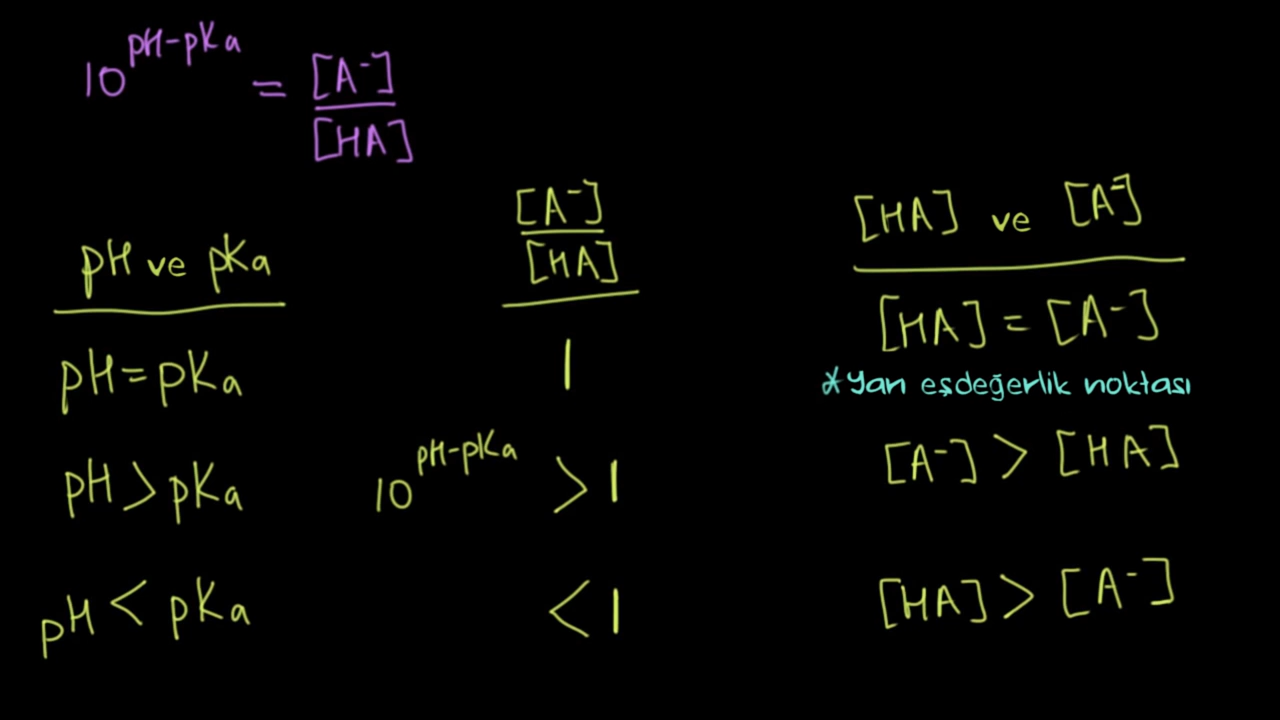 10^(pH-pKa) = [A⁻] / [HA]
pH ve pKa    [A⁻] / [HA]    [HA] ve [A⁻]
pH = pKa    1    [HA] = [A⁻]
* Yarı eşdeğerlik noktası
pH > pKa    10^(pH-pKa) > 1    [A⁻] > [HA]
pH < pKa    < 1    [HA] > [A⁻]